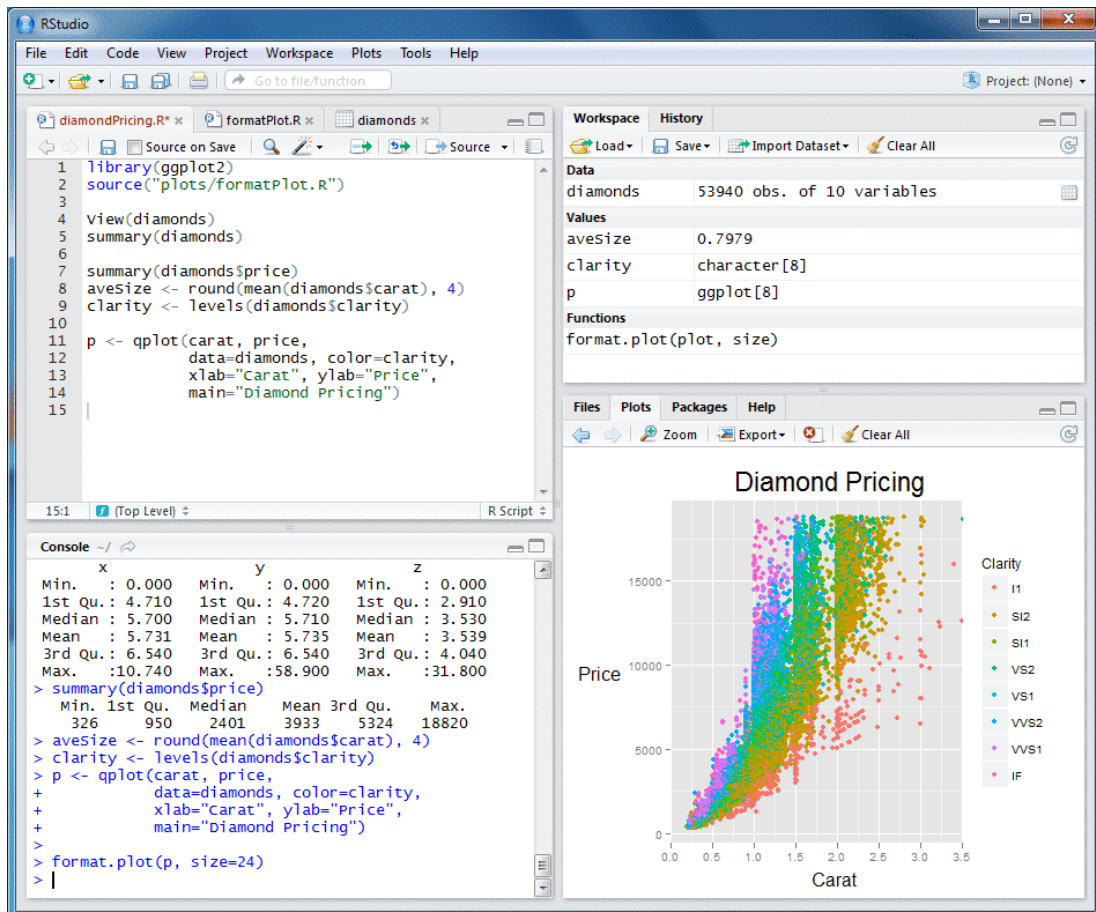 RStudio
File Edit Code View Project Workspace Plots Tools Help
Go to file/function
Project: (None)
diamondPricing.R*
formatPlot.R
diamonds
Source on Save
Source
1 library(ggplot2)
2 source("plots/formatPlot.R")
3
4 View(diamonds)
5 summary(diamonds)
6
7 summary(diamonds$price)
8 aveSize <- round(mean(diamonds$carat), 4)
9 clarity <- levels(diamonds$clarity)
10
11 p <- qplot(carat, price,
12 data=diamonds, color=clarity,
13 xlab="Carat", ylab="Price",
14 main="Diamond Pricing")
15
15:1 (Top Level) R Script
Console ~/
x y z
Min. : 0.000 Min. : 0.000 Min. : 0.000
1st Qu.: 4.710 1st Qu.: 4.720 1st Qu.: 2.910
Median : 5.700 Median : 5.710 Median : 3.530
Mean : 5.731 Mean : 5.735 Mean : 3.539
3rd Qu.: 6.540 3rd Qu.: 6.540 3rd Qu.: 4.040
Max. :10.740 Max. :58.900 Max. :31.800
> summary(diamonds$price)
Min. 1st Qu. Median Mean 3rd Qu. Max.
326 950 2401 3933 5324 18820
> aveSize <- round(mean(diamonds$carat), 4)
> clarity <- levels(diamonds$clarity)
> p <- qplot(carat, price,
+ data=diamonds, color=clarity,
+ xlab="Carat", ylab="Price",
+ main="Diamond Pricing")
>
> format.plot(p, size=24)
>
Workspace History
Load Save Import Dataset Clear All
Data
diamonds 53940 obs. of 10 variables
Values
aveSize 0.7979
clarity character[8]
p ggplot[8]
Functions
format.plot(plot, size)
Files Plots Packages Help
Zoom Export Clear All
Diamond Pricing
15000
10000
5000
0
Price
0.0 0.5 1.0 1.5 2.0 2.5 3.0 3.5
Carat
Clarity
I1
SI2
SI1
VS2
VS1
VVS2
VVS1
IF